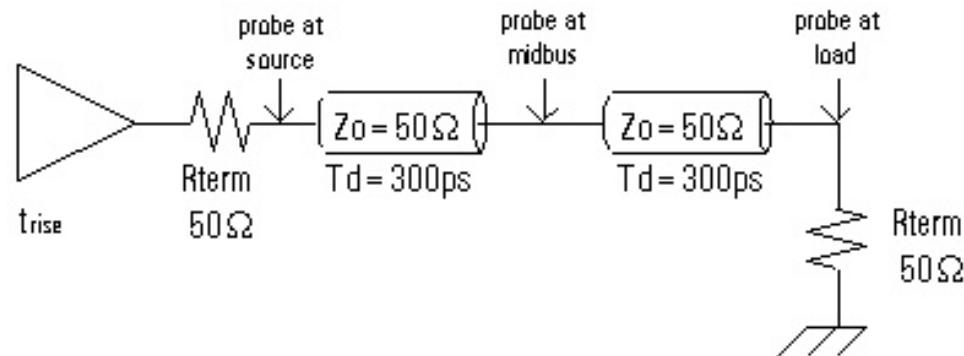 probe at
source
probe at
midbus
probe at
load
Zo = 50Ω
Zo = 50Ω
Rterm
50Ω
Td = 300ps
Td = 300ps
trise
Rterm
50Ω